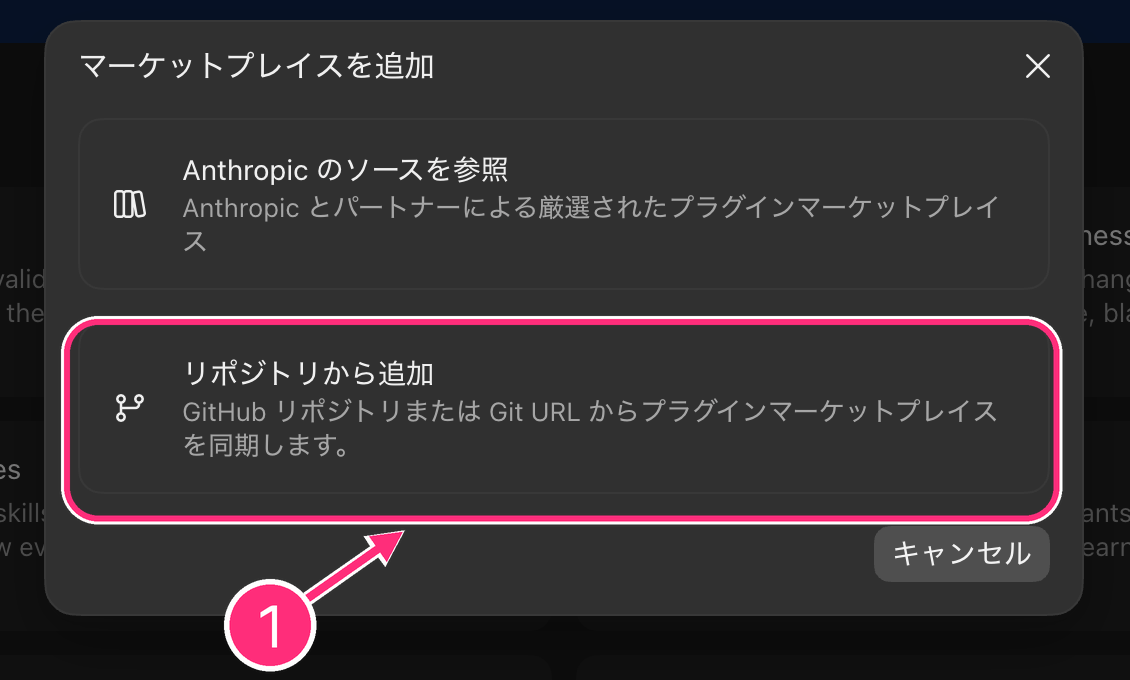 マーケットプレイスを追加
Anthropic のソースを参照
Anthropic とパートナーによる厳選されたプラグインマーケットプレイ
ス
リポジトリから追加
GitHub リポジトリまたは Git URL からプラグインマーケットプレイス
を同期します。
キャンセル
1
the